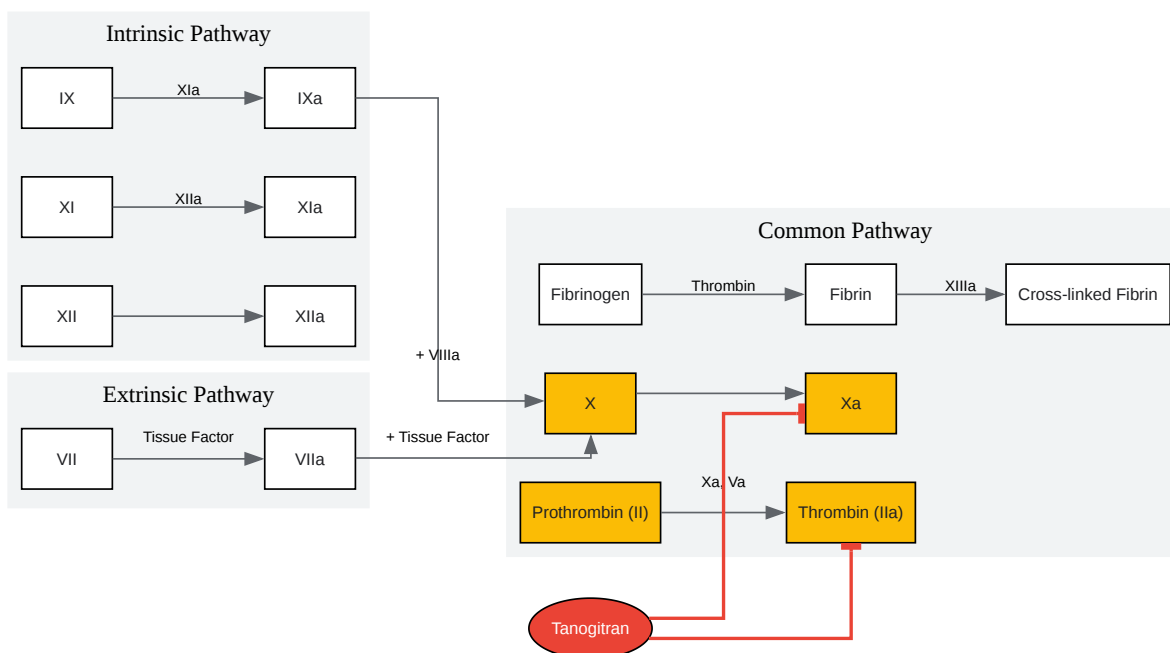 Intrinsic Pathway
IX
XIa
IXa
XI
XIIa
XIa
XII
XIIa
+ VIIIa
Extrinsic Pathway
VII
Tissue Factor
VIIa
+ Tissue Factor
Common Pathway
Fibrinogen
Thrombin
Fibrin
XIIIa
Cross-linked Fibrin
X
Xa
Xa, Va
Prothrombin (II)
Thrombin (IIa)
Tanogitran